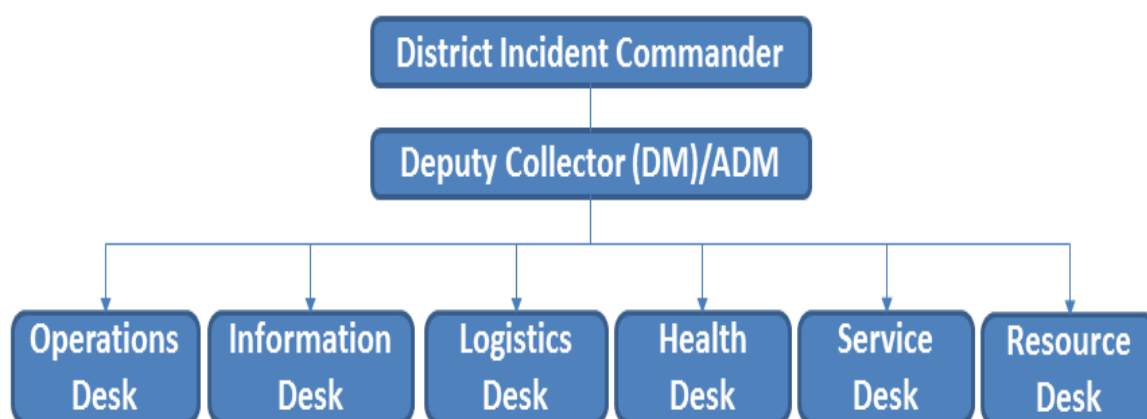 District Incident Commander
Deputy Collector (DM)/ADM
Operations
Desk
Information
Desk
Logistics
Desk
Health
Desk
Service
Desk
Resource
Desk